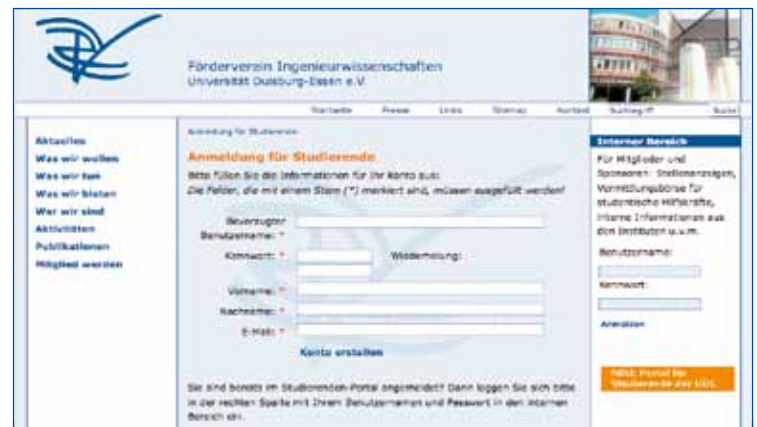 Förderverein Ingenieurwissenschaften
Universität Duisburg-Essen e.V.
Startseite Presse Links Sitemap Kontakt
Anmeldung für Studierende
Aktuelles
Was wir wollen
Was wir tun
Was wir bieten
Wer wir sind
Aktivitäten
Publikationen
Mitglied werden
Anmeldung für Studierende
Bitte füllen Sie die Informationen für Ihr Konto aus:
Die Felder, die mit einem Stern (*) markiert sind, müssen ausgefüllt werden!
Bevorzugter
Benutzername: *
Kennwort: * Wiederholung:
Vorname: *
Nachname: *
E-Mail: *
Konto erstellen
Sie sind bereits im Studierenden-Portal angemeldet? Dann loggen Sie sich bitte
in der rechten Spalte mit Ihrem Benutzernamen und Passwort in den internen
Bereich ein.
Interner Bereich
Für Mitglieder und
Sponsoren: Stellenanzeigen,
Vermittlungsbörse für
studentische Hilfskräfte,
interne Informationen aus
den Instituten u.v.m.
Benutzername:
Kennwort:
Anmelden
NEU: Portal für
Studierende der UDE